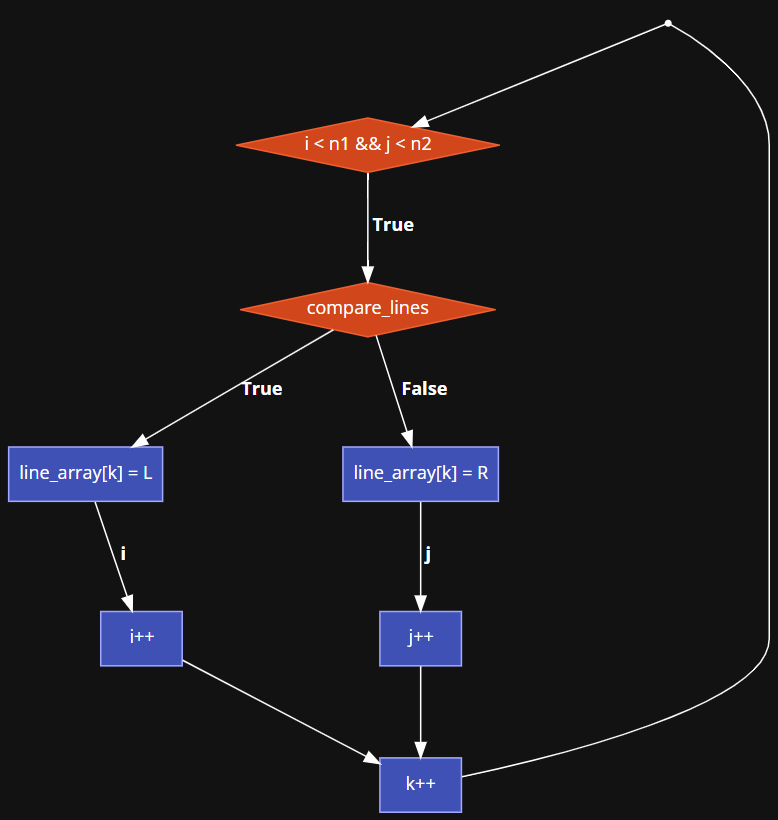 i < n1 && j < n2
True
compare_lines
True
False
line_array[k] = L
line_array[k] = R
i
j
i++
j++
k++